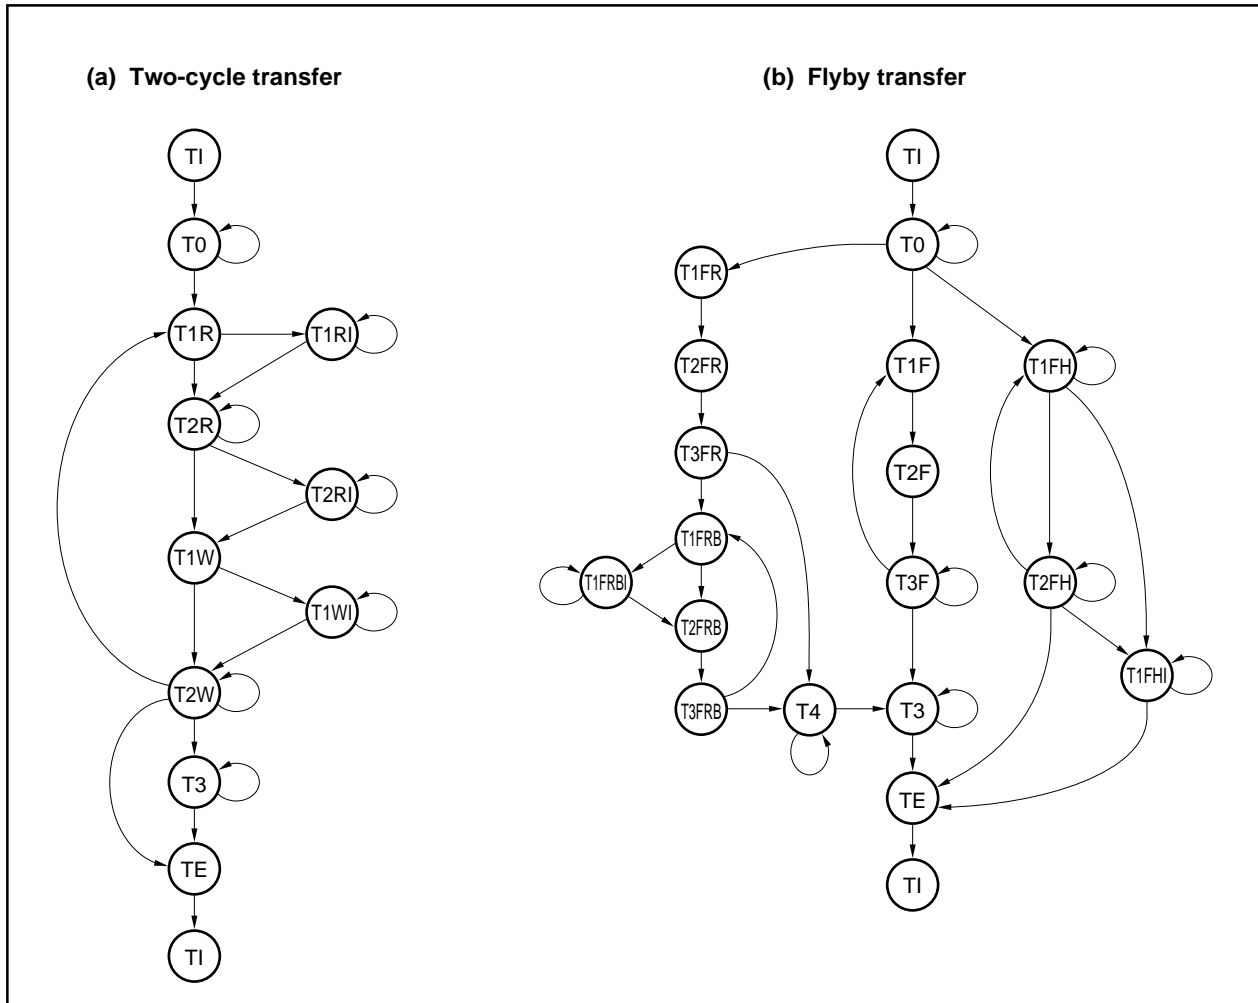 (a) Two-cycle transfer
TI
T0
T1R
T1RI
T2R
T2RI
T1W
T1WI
T2W
T3
TE
TI
(b) Flyby transfer
TI
T0
T1FR
T2FR
T1F
T1FH
T3FR
T2F
T1FRB
T1FRBI
T3F
T2FH
T2FRB
T1FHI
T3FRB
T4
T3
TE
TI